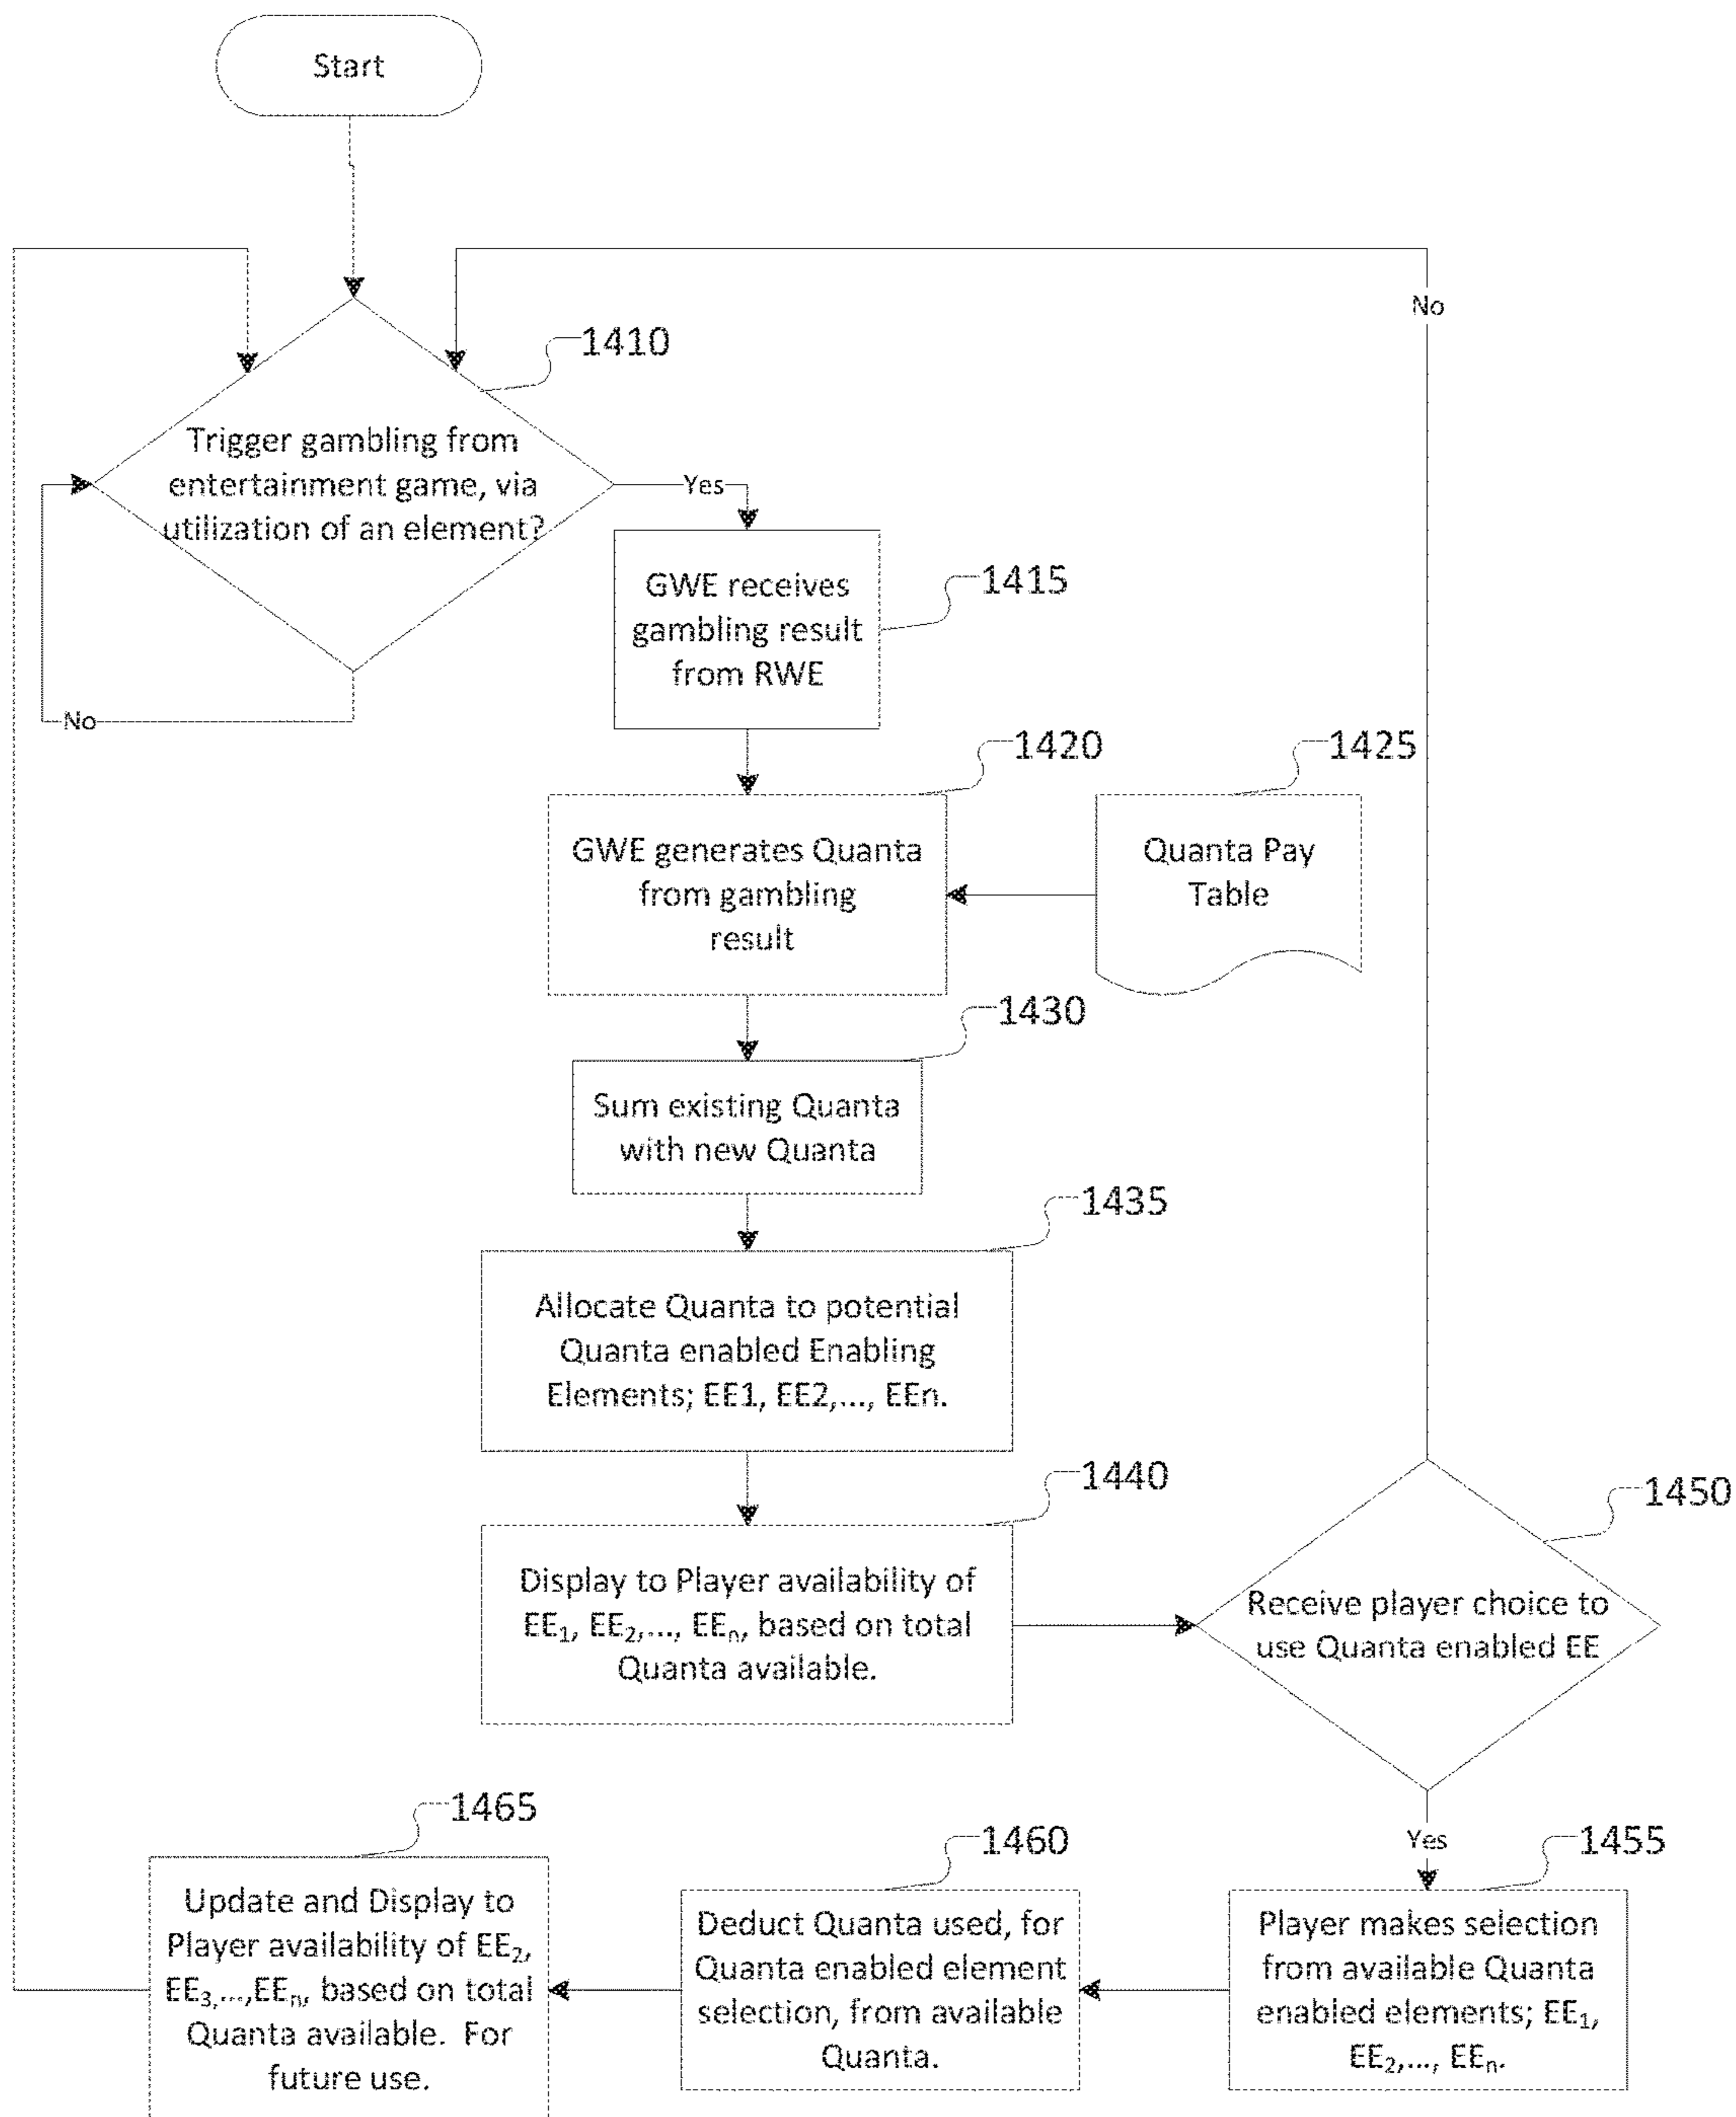 Start
No
1410
Trigger gambling from
entertainment game, via
utilization of an element?
Yes
No
GWE receives
gambling result
from RWE
1415
1420
1425
GWE generates Quanta
from gambling
result
Quanta Pay
Table
1430
Sum existing Quanta
with new Quanta
1435
Allocate Quanta to potential
Quanta enabled Enabling
Elements; EE1, EE2,..., EEn.
1440
1450
Display to Player availability of
EE₁, EE₂,..., EEₙ, based on total
Quanta available.
Receive player choice to
use Quanta enabled EE
Yes
1465
1460
1455
Update and Display to
Player availability of EE₂,
EE₃,...,EEₙ, based on total
Quanta available. For
future use.
Deduct Quanta used, for
Quanta enabled element
selection, from available
Quanta.
Player makes selection
from available Quanta
enabled elements; EE₁,
EE₂,..., EEₙ.